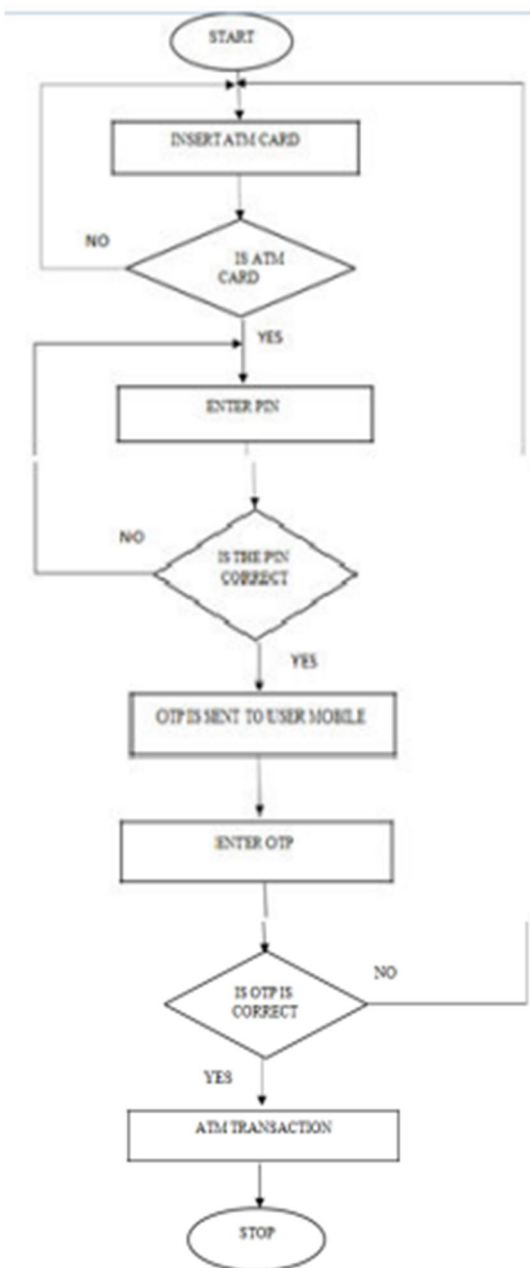 START
INSERT ATM CARD
NO
IS ATM
CARD
YES
ENTER PIN
NO
IS THE PIN
CORRECT
YES
OTP IS SENT TO USER MOBILE
ENTER OTP
NO
IS OTP IS
CORRECT
YES
ATM TRANSACTION
STOP